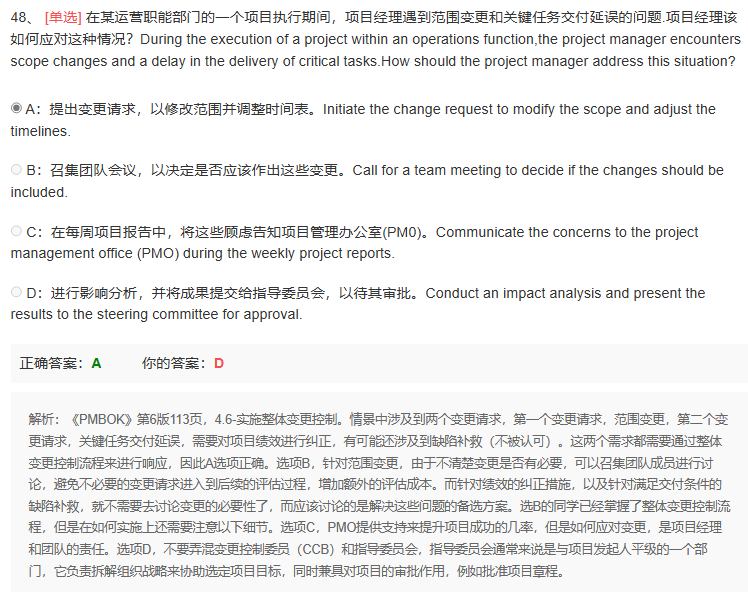 48、 [单选] 在某运营职能部门的一个项目执行期间，项目经理遇到范围变更和关键任务交付延误的问题.项目经理该
如何应对这种情况？During the execution of a project within an operations function,the project manager encounters
scope changes and a delay in the delivery of critical tasks.How should the project manager address this situation?
A：提出变更请求，以修改范围并调整时间表。Initiate the change request to modify the scope and adjust the
timelines.
B：召集团队会议，以决定是否应该作出这些变更。Call for a team meeting to decide if the changes should be
included.
C：在每周项目报告中，将这些顾虑告知项目管理办公室(PM0)。Communicate the concerns to the project
management office (PMO) during the weekly project reports.
D：进行影响分析，并将成果提交给指导委员会，以待其审批。Conduct an impact analysis and present the
results to the steering committee for approval.
正确答案：A 你的答案：D
解析：《PMBOK》第6版113页，4.6-实施整体变更控制。情景中涉及到两个变更请求，第一个变更请求，范围变更，第二个变
更请求，关键任务交付延误，需要对项目绩效进行纠正，有可能还涉及到缺陷补救（不被认可）。这两个需求都需要通过整体
变更控制流程来进行响应，因此A选项正确。选项B，针对范围变更，由于不清楚变更是否有必要，可以召集团队成员进行讨
论，避免不必要的变更请求进入到后续的评估过程，增加额外的评估成本。而针对绩效的纠正措施，以及针对满足交付条件的
缺陷补救，就不需要去讨论变更的必要性了，而应该讨论的是解决这些问题的备选方案。选B的同学已经掌握了整体变更控制流
程，但是在如何实施上还需要注意以下细节。选项C，PMO提供支持来提升项目成功的几率，但是如何应对变更，是项目经理
和团队的责任。选项D，不要弄混变更控制委员（CCB）和指导委员会，指导委员会通常来说是与项目发起人平级的一个部
门，它负责拆解组织战略来协助选定项目目标，同时兼具对项目的审批作用，例如批准项目章程。